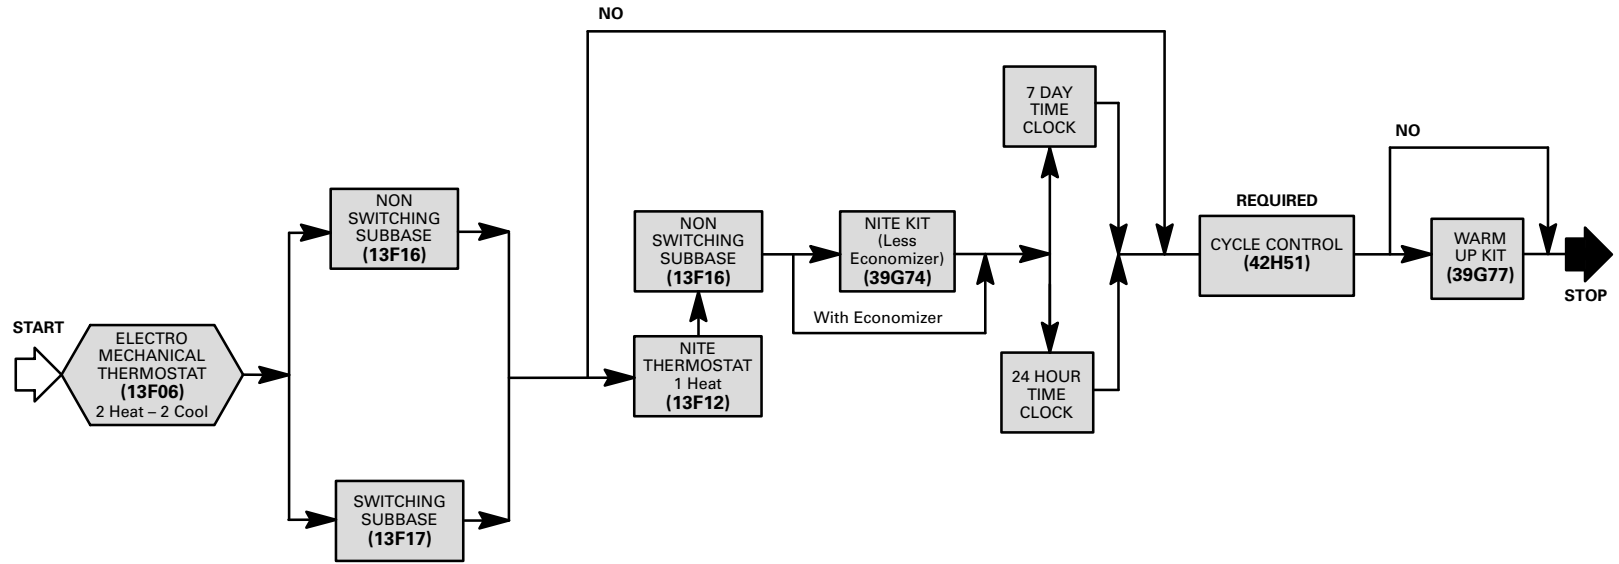 START
ELECTRO
MECHANICAL
THERMOSTAT
(13F06)
2 Heat – 2 Cool
NON
SWITCHING
SUBBASE
(13F16)
SWITCHING
SUBBASE
(13F17)
NO
NITE
THERMOSTAT
1 Heat
(13F12)
NON
SWITCHING
SUBBASE
(13F16)
NITE KIT
(Less
Economizer)
(39G74)
With Economizer
7 DAY
TIME
CLOCK
24 HOUR
TIME
CLOCK
REQUIRED
CYCLE CONTROL
(42H51)
NO
WARM
UP KIT
(39G77)
STOP